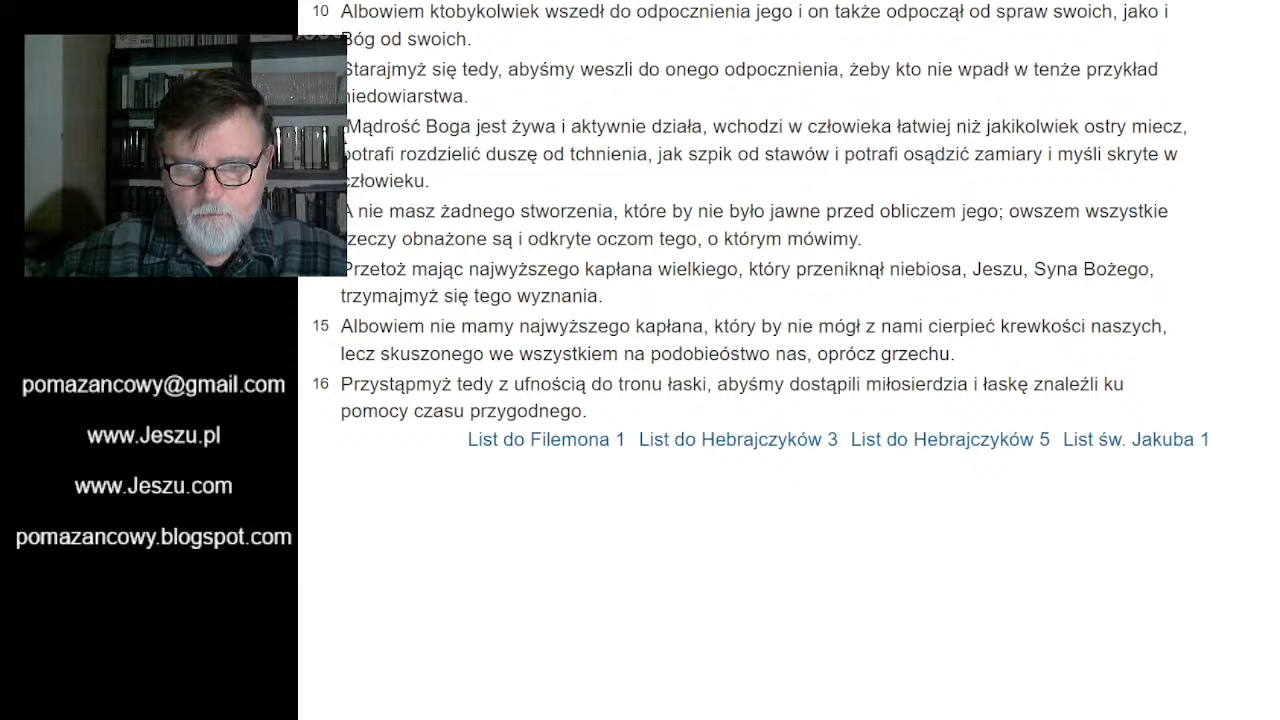 10 Albowiem ktobykolwiek wszedł do odpocznienia jego i on także odpoczął od spraw swoich, jako i
Bóg od swoich.
Starajmyż się tedy, abyśmy weszli do onego odpocznienia, żeby kto nie wpadł w tenże przykład
niedowiarstwa.
Mądrość Boga jest żywa i aktywnie działa, wchodzi w człowieka łatwiej niż jakikolwiek ostry miecz,
potrafi rozdzielić duszę od tchnienia, jak szpik od stawów i potrafi osądzić zamiary i myśli skryte w
człowieku.
A nie masz żadnego stworzenia, które by nie było jawne przed obliczem jego; owszem wszystkie
rzeczy obnażone są i odkryte oczom tego, o którym mówimy.
Przetoż mając najwyższego kapłana wielkiego, który przeniknął niebiosa, Jeszu, Syna Bożego,
trzymajmyż się tego wyznania.
15 Albowiem nie mamy najwyższego kapłana, który by nie mógł z nami cierpieć krewkości naszych,
lecz skuszonego we wszystkiem na podobieóstwo nas, oprócz grzechu.
16 Przystąpmyż tedy z ufnością do tronu łaski, abyśmy dostąpili miłosierdzia i łaskę znaleźli ku
pomocy czasu przygodnego.
List do Filemona 1 List do Hebrajczyków 3 List do Hebrajczyków 5 List św. Jakuba 1
pomazancowy@gmail.com
www.Jeszu.pl
www.Jeszu.com
pomazancowy.blogspot.com